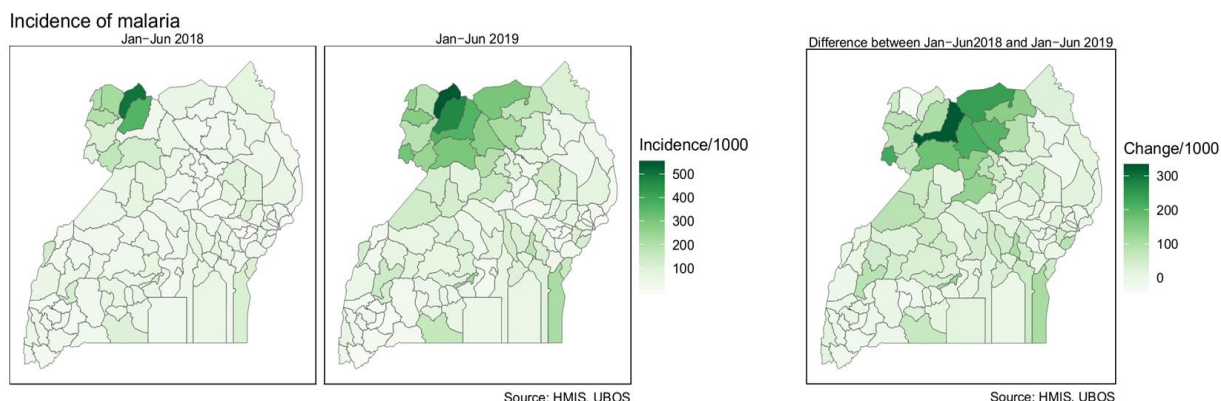 Incidence of malaria
Jan−Jun 2018
Jan−Jun 2019
Incidence/1000
500
400
300
200
100
Source: HMIS, UBOS
Difference between Jan−Jun2018 and Jan−Jun 2019
Change/1000
300
200
100
0
Source: HMIS, UBOS